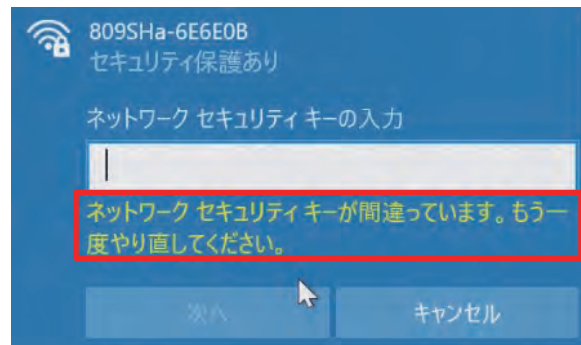 809SHa-6E6E0B
セキュリティ保護あり
ネットワーク セキュリティ キーの入力
ネットワーク セキュリティ キーが間違っています。もう一
度やり直してください。
次へ
キャンセル